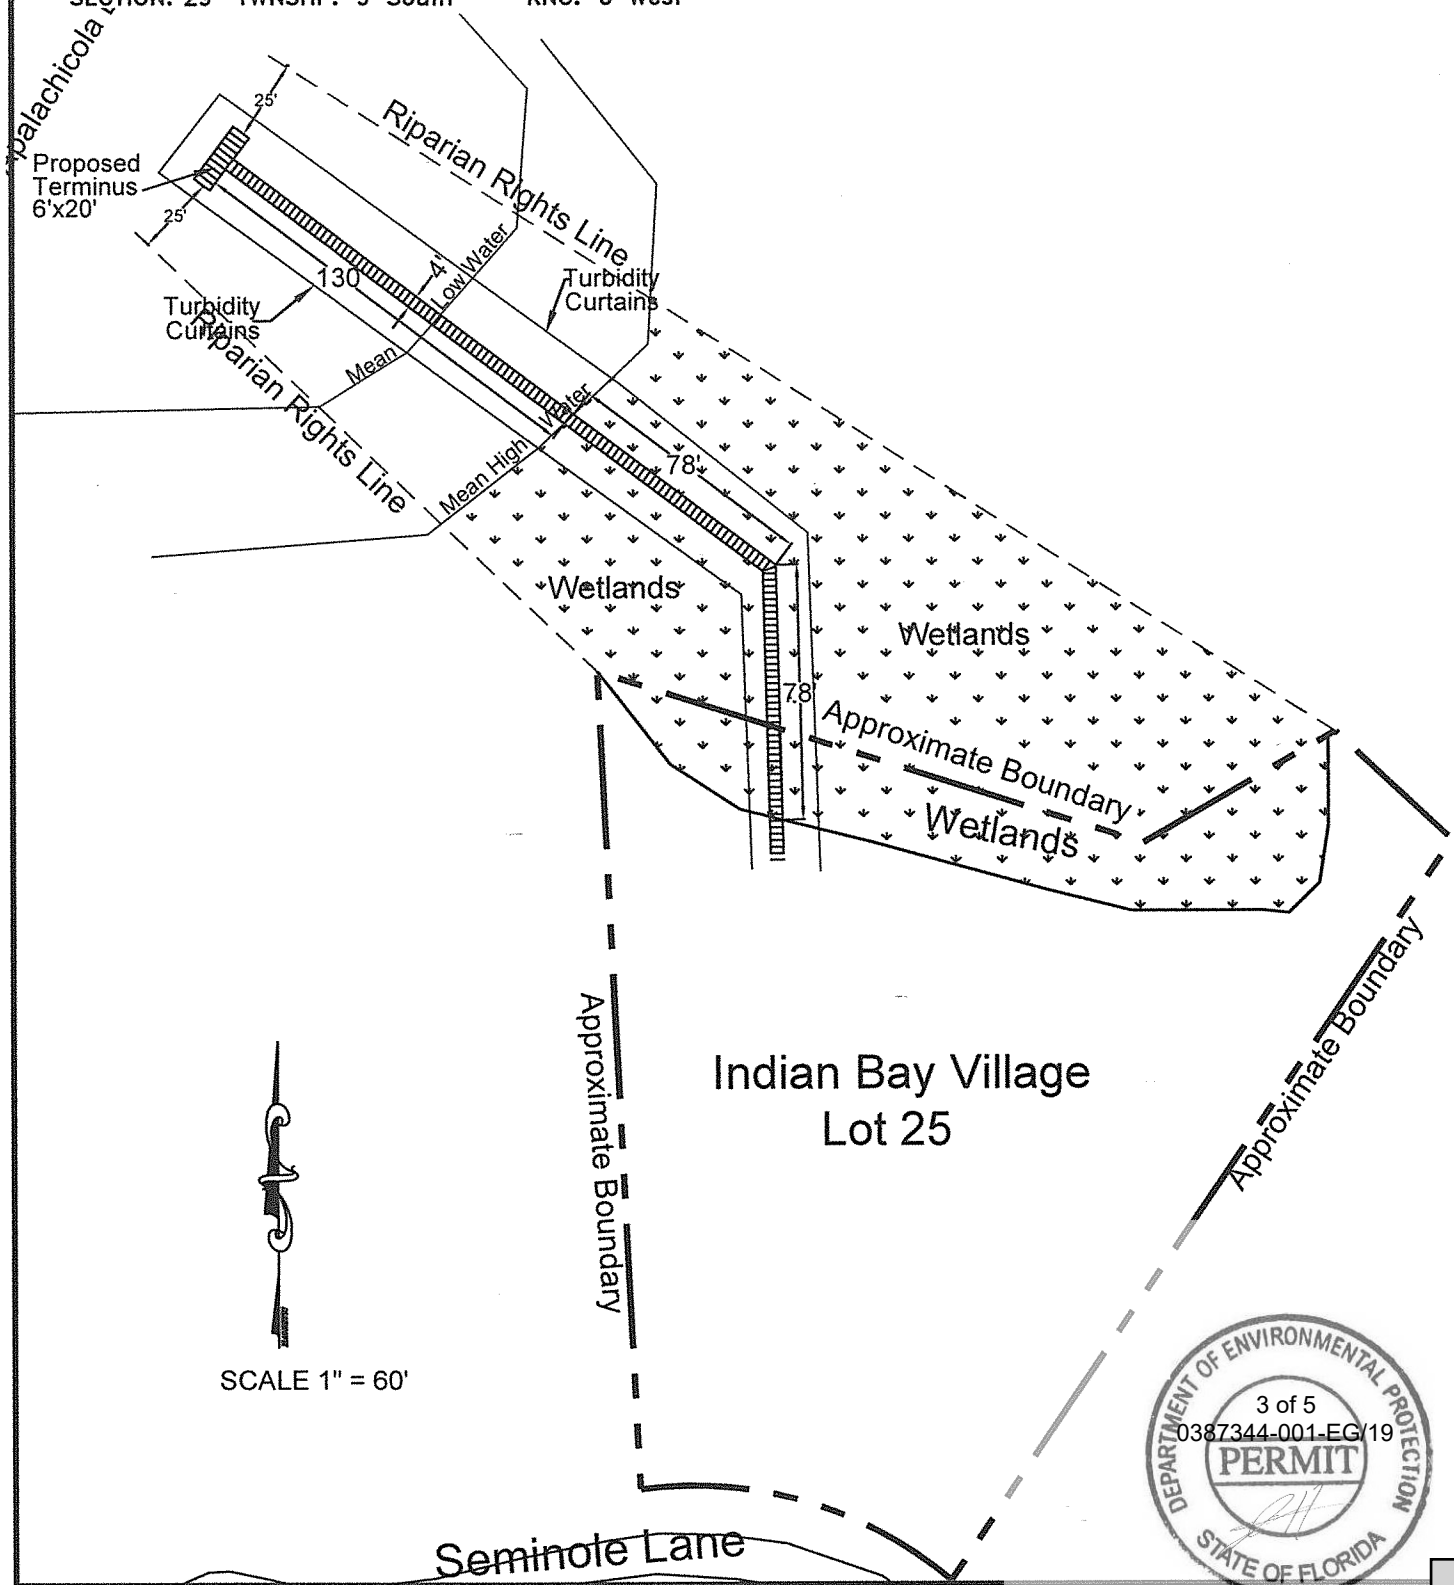 palachicola
25'
Riparian Rights Line
Proposed
Terminus
6'x20'
25'
130
4'
Low Water
Mean
Turbidity
Curtains
Turbidity
Curtains
Riparian Rights Line
Mean High Water
78'
Wetlands
Wetlands
78'
Approximate Boundary
Wetlands
Approximate Boundary
Approximate Boundary
Indian Bay Village
Lot 25
SCALE 1" = 60'
Seminole Lane
DEPARTMENT OF ENVIRONMENTAL PROTECTION
3 of 5
0387344-001-EG/19
PERMIT
STATE OF FLORIDA